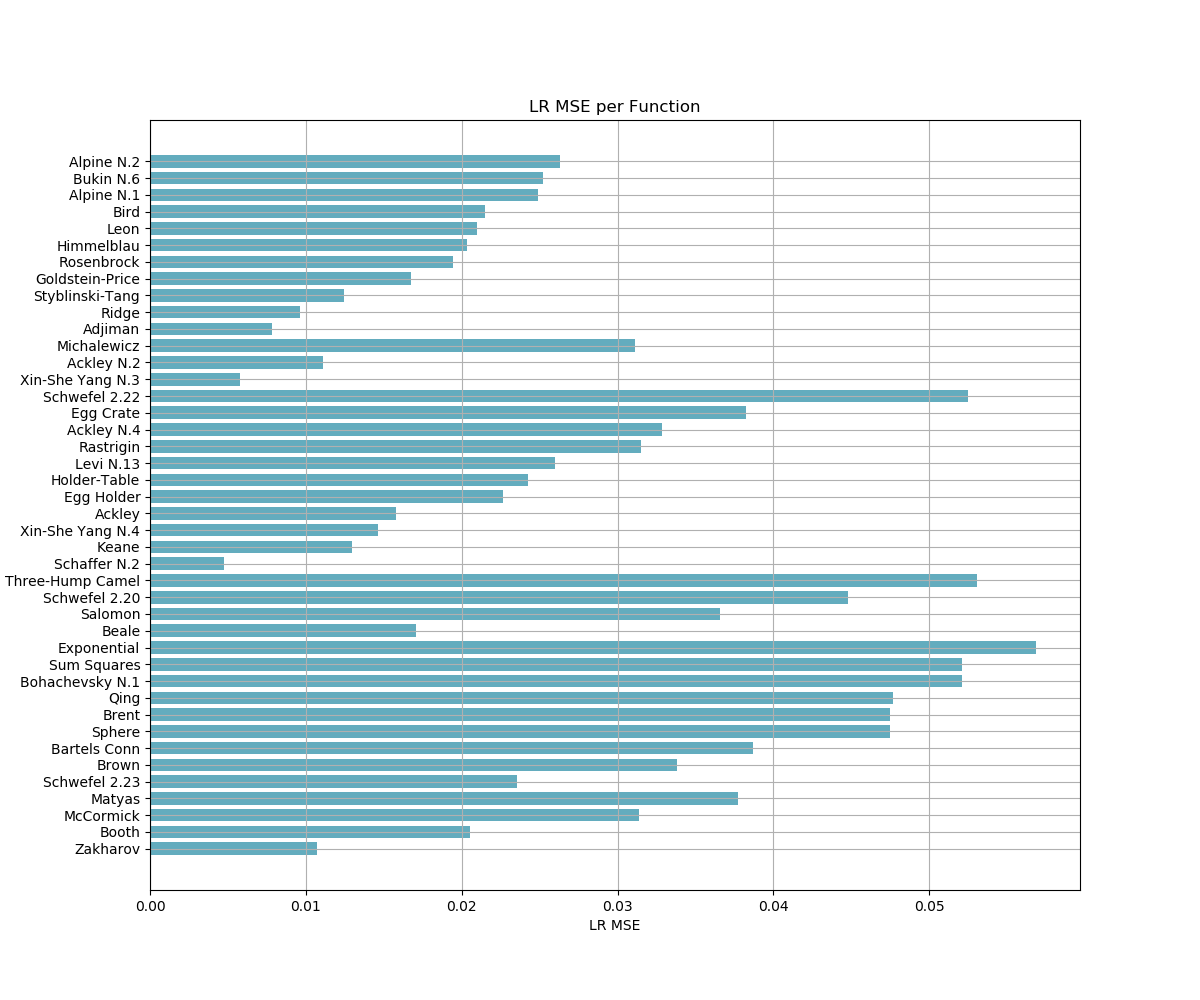 LR MSE per Function
Alpine N.2
Bukin N.6
Alpine N.1
Bird
Leon
Himmelblau
Rosenbrock
Goldstein-Price
Styblinski-Tang
Ridge
Adjiman
Michalewicz
Ackley N.2
Xin-She Yang N.3
Schwefel 2.22
Egg Crate
Ackley N.4
Rastrigin
Levi N.13
Holder-Table
Egg Holder
Ackley
Xin-She Yang N.4
Keane
Schaffer N.2
Three-Hump Camel
Schwefel 2.20
Salomon
Beale
Exponential
Sum Squares
Bohachevsky N.1
Qing
Brent
Sphere
Bartels Conn
Brown
Schwefel 2.23
Matyas
McCormick
Booth
Zakharov
0.00 0.01 0.02 0.03 0.04 0.05
LR MSE